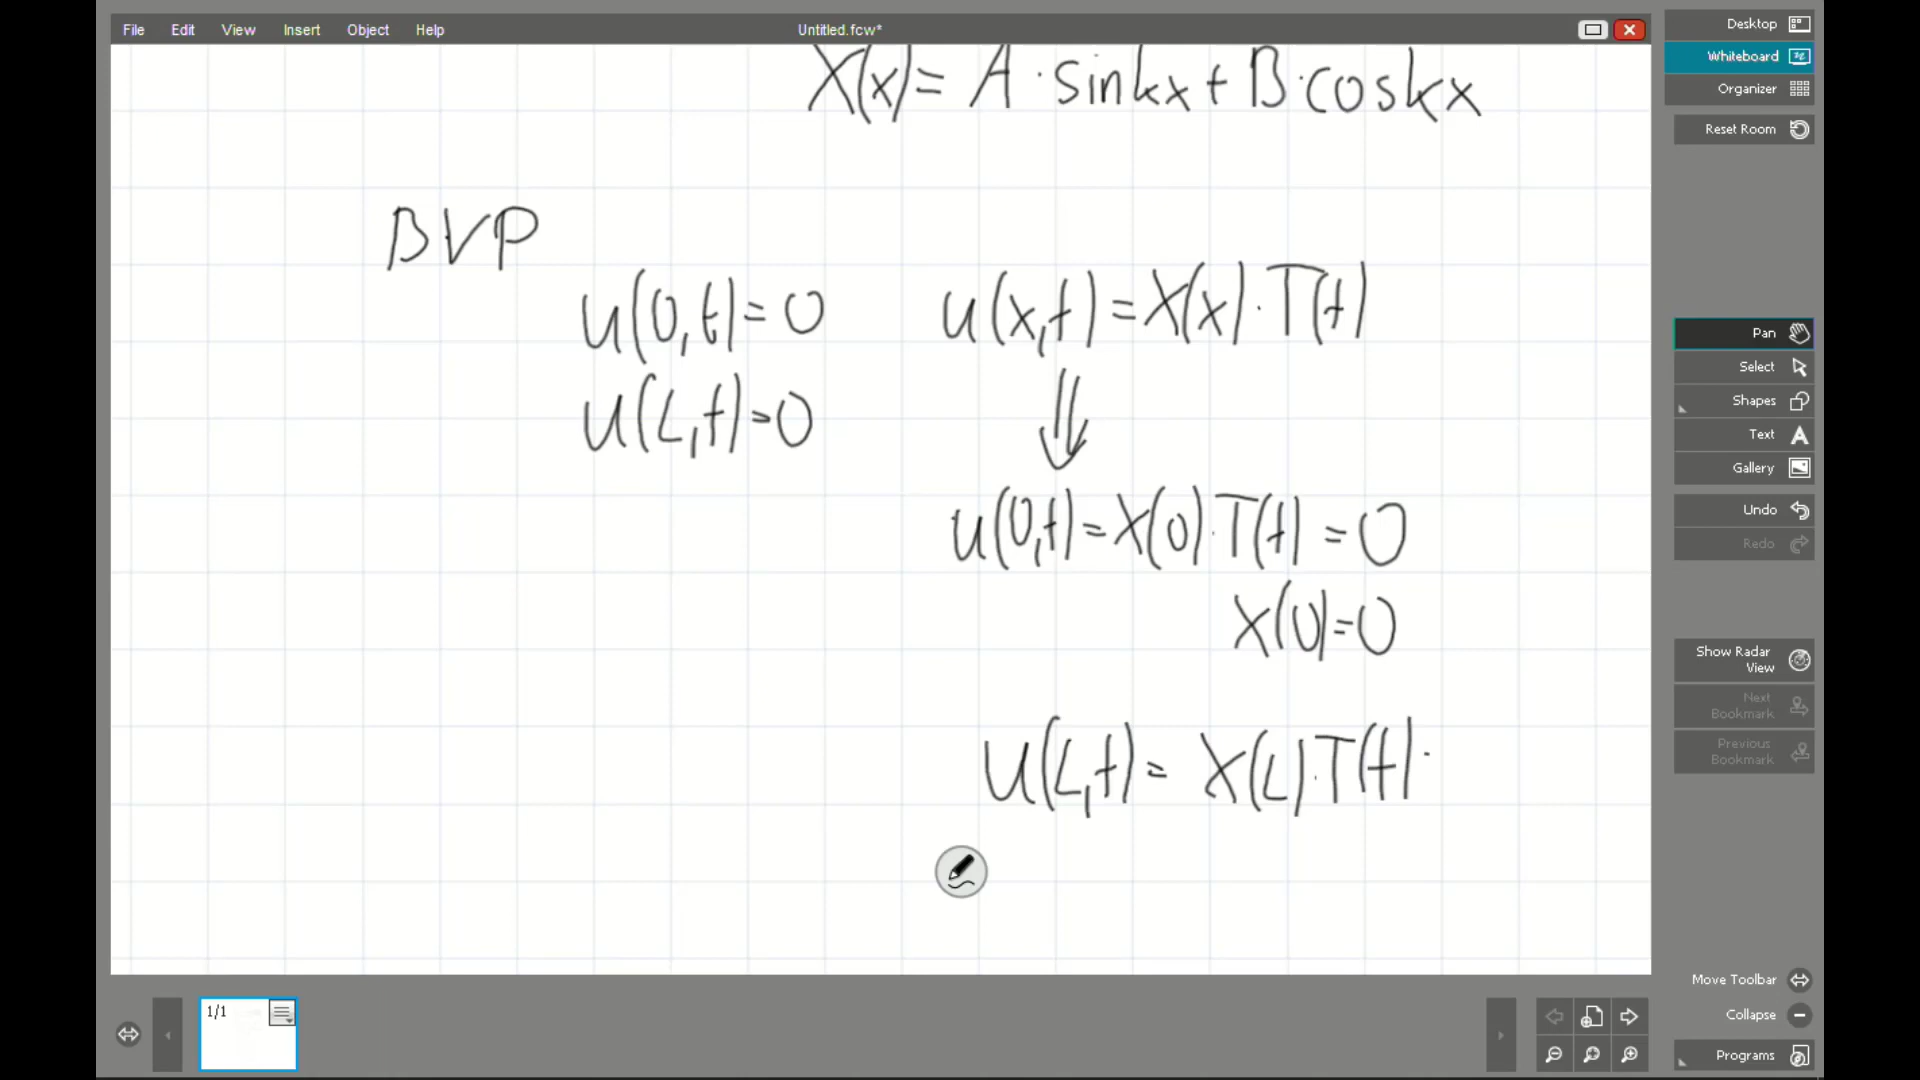 File Edit View Insert Object Help Untitled.fcw*
X(x) = A · sinkx + B · coskx
BVP
u(0,t) = 0
u(L,t) = 0
u(x,t) = X(x) · T(t)
⇓
u(0,t) = X(0) · T(t) = 0
X(0) = 0
u(L,t) = X(L) · T(t) ·
Desktop
Whiteboard
Organizer
Reset Room
Pan
Select
Shapes
Text
Gallery
Undo
Redo
Show Radar
View
Next
Bookmark
Previous
Bookmark
Move Toolbar
Collapse
Programs
1/1